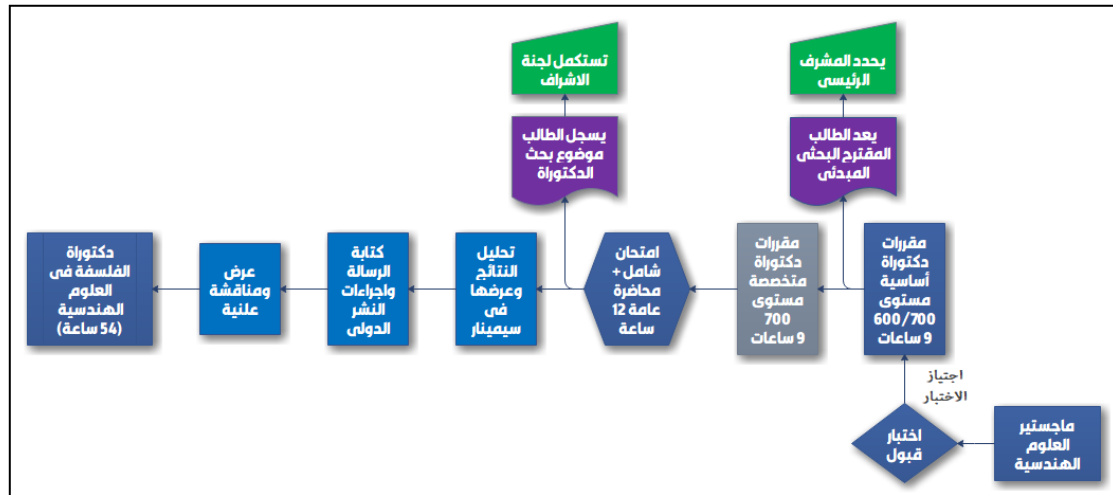 يحدد المشرف
الرئيسى
تستكمل لجنة
الاشراف
يعد الطالب
المقترح البحثى
المبدئى
يسجل الطالب
موضوع بحث
الدكتوراة
مقررات
دكتوراة
أساسية
مستوى
600/700
9 ساعات
مقررات
دكتوراة
متخصصة
مستوى
700
9 ساعات
امتحان
شامل +
محاضرة
عامة 12
ساعة
تحليل
النتائج
وعرضها
فى
سيمينار
كتابة
الرسالة
واجراءات
النشر
الدولى
عرض
ومناقشة
علنية
دكتوراة
الفلسفة فى
العلوم
الهندسية
(54 ساعة)
اجتياز
الاختبار
ماجستير
العلوم
الهندسية
اختبار
قبول